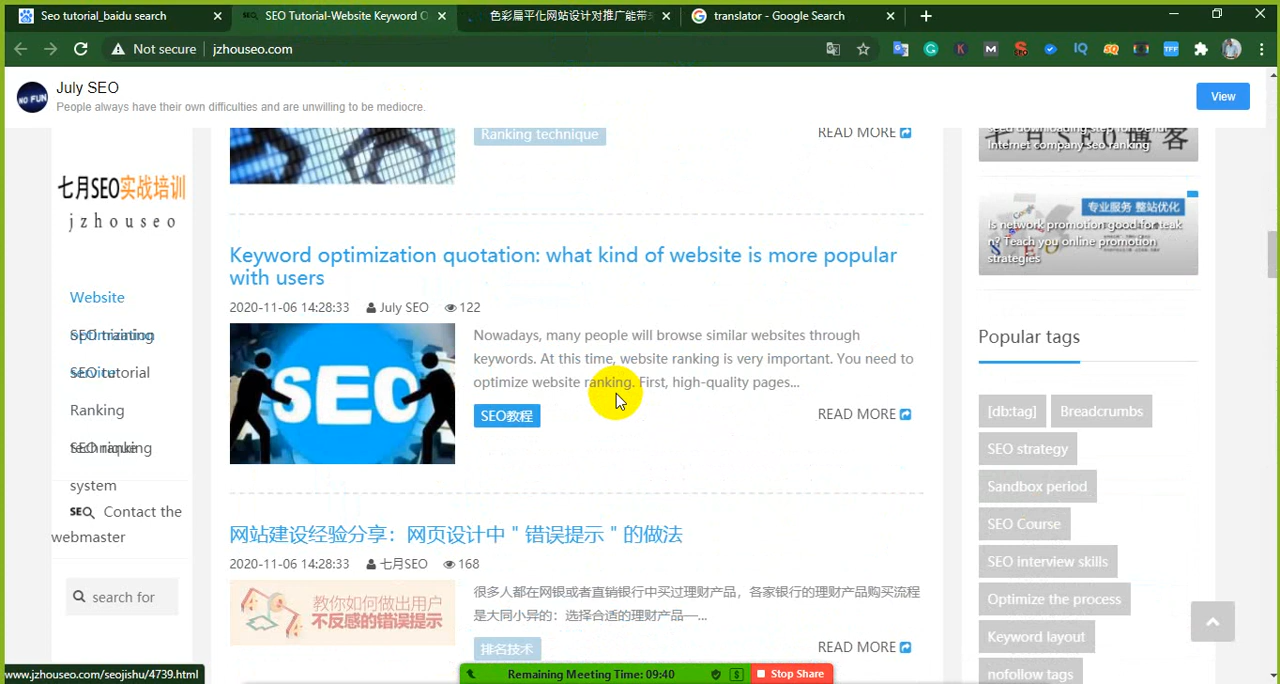 Seo tutorial_baidu search
SEO Tutorial-Website Keyword O
色彩扁平化网站设计对推广能带
translator - Google Search
Not secure
jzhouseo.com
NO FUN
July SEO
People always have their own difficulties and are unwilling to be mediocre.
View
七月SEO实战培训
jzhouseo
Website
optimization
SEO training
service
SEO tutorial
Ranking
technique
SEO ranking
system
SEO Contact the
webmaster
search for
Ranking technique
READ MORE
Keyword optimization quotation: what kind of website is more popular
with users
2020-11-06 14:28:33 July SEO 122
SEO
Nowadays, many people will browse similar websites through
keywords. At this time, website ranking is very important. You need to
optimize website ranking. First, high-quality pages...
SEO教程
READ MORE
网站建设经验分享：网页设计中＂错误提示＂的做法
2020-11-06 14:28:33 七月SEO 168
教你如何做出用户
不反感的错误提示
很多人都在网银或者直销银行中买过理财产品，各家银行的理财产品购买流程
是大同小异的：选择合适的理财产品—...
排名技术
READ MORE
Internet company seo ranking
专业服务 整站优化
Is network promotion good for teak
n? Teach you online promotion
strategies
Popular tags
[db:tag]
Breadcrumbs
SEO strategy
Sandbox period
SEO Course
SEO interview skills
Optimize the process
Keyword layout
nofollow tags
www.jzhouseo.com/seojishu/4739.html
Remaining Meeting Time: 09:40
Stop Share